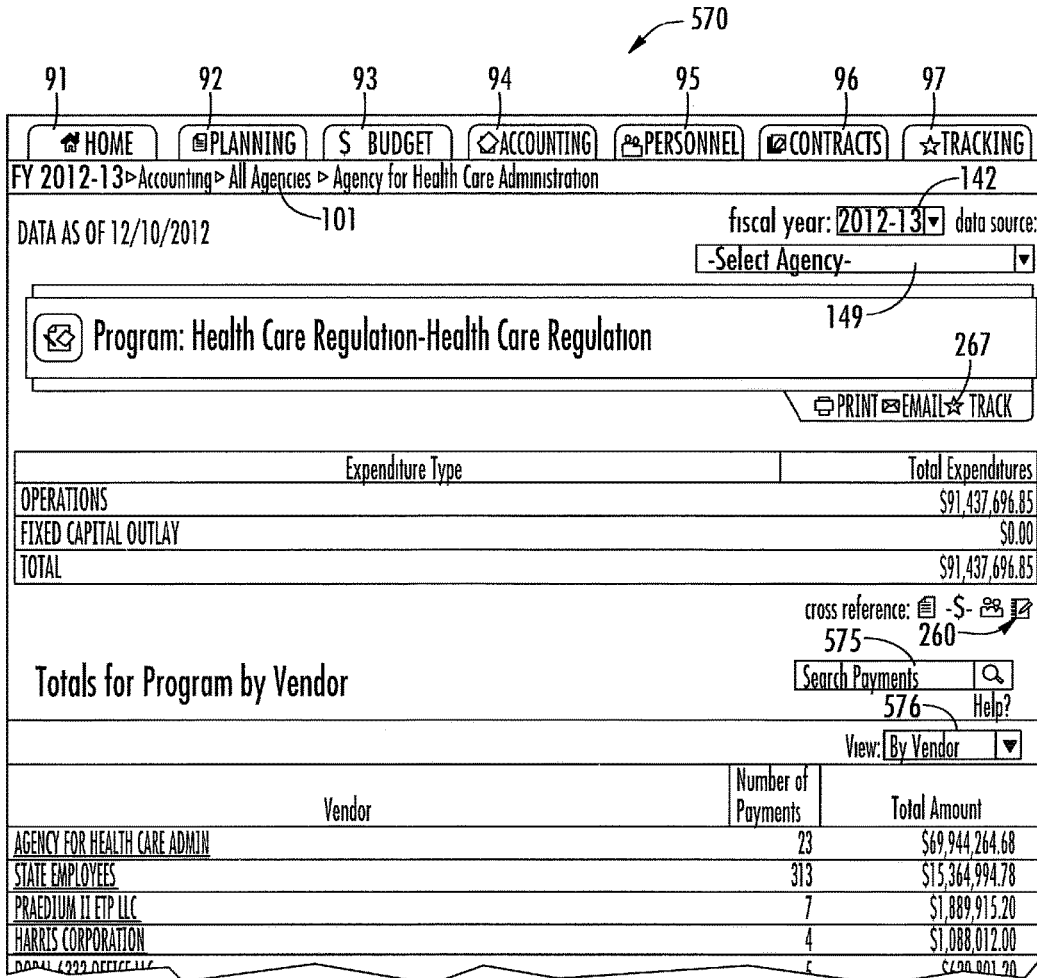 570
91 92 93 94 95 96 97
HOME PLANNING $ BUDGET ACCOUNTING PERSONNEL CONTRACTS TRACKING
FY 2012-13▹Accounting▹All Agencies ▹ Agency for Health Care Administration
101
142
DATA AS OF 12/10/2012
fiscal year: 2012-13 data source:
-Select Agency-
149
Program: Health Care Regulation-Health Care Regulation
267
PRINT EMAIL TRACK
Expenditure Type Total Expenditures
OPERATIONS $91,437,696.85
FIXED CAPITAL OUTLAY $0.00
TOTAL $91,437,696.85
cross reference: -$-
260
575
Totals for Program by Vendor
Search Payments
576 Help?
View: By Vendor
Vendor Number of Payments Total Amount
AGENCY FOR HEALTH CARE ADMIN 23 $69,944,264.68
STATE EMPLOYEES 313 $15,364,994.78
PRAEDIUM II ETP LLC 7 $1,889,915.20
HARRIS CORPORATION 4 $1,088,012.00
OFFICE LLC 5